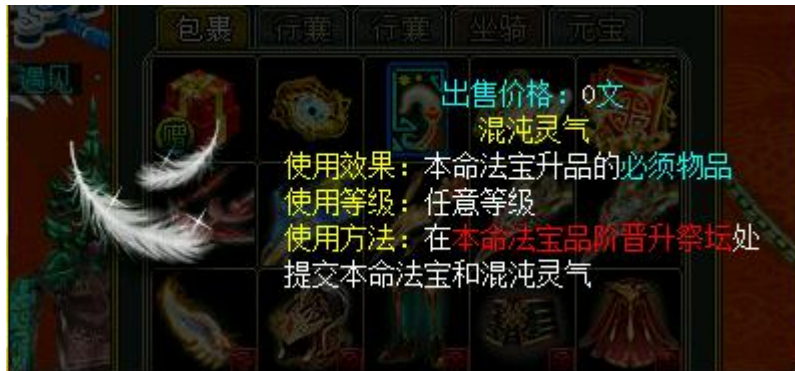 包裹 行囊 行囊 坐骑 元宝
遇见
出售价格：0文
混沌灵气
赠
使用效果：本命法宝升品的必须物品
使用等级：任意等级
使用方法：在本命法宝品阶晋升祭坛处
提交本命法宝和混沌灵气